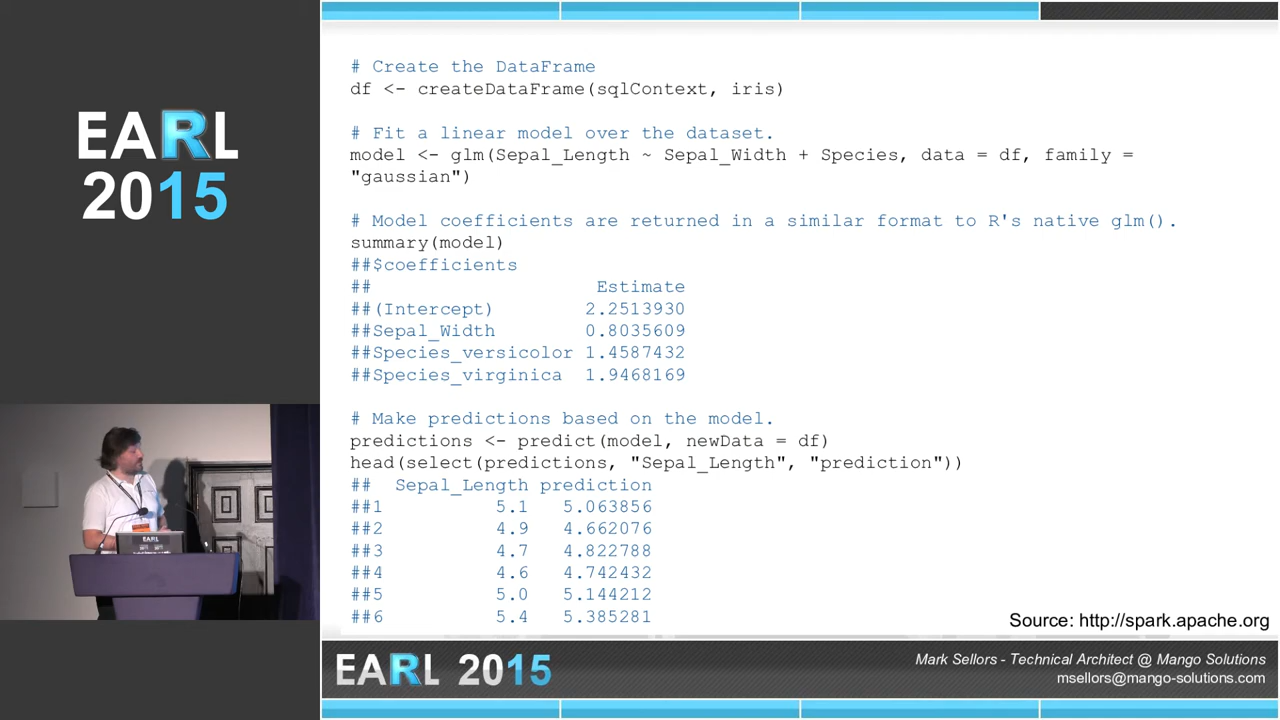 EARL
2015
# Create the DataFrame
df <- createDataFrame(sqlContext, iris)
# Fit a linear model over the dataset.
model <- glm(Sepal_Length ~ Sepal_Width + Species, data = df, family =
"gaussian")
# Model coefficients are returned in a similar format to R's native glm().
summary(model)
##$coefficients
## Estimate
##(Intercept) 2.2513930
##Sepal_Width 0.8035609
##Species_versicolor 1.4587432
##Species_virginica 1.9468169
# Make predictions based on the model.
predictions <- predict(model, newData = df)
head(select(predictions, "Sepal_Length", "prediction"))
## Sepal_Length prediction
##1 5.1 5.063856
##2 4.9 4.662076
##3 4.7 4.822788
##4 4.6 4.742432
##5 5.0 5.144212
##6 5.4 5.385281
Source: http://spark.apache.org
EARL
EARL 2015
Mark Sellors - Technical Architect @ Mango Solutions
msellors@mango-solutions.com